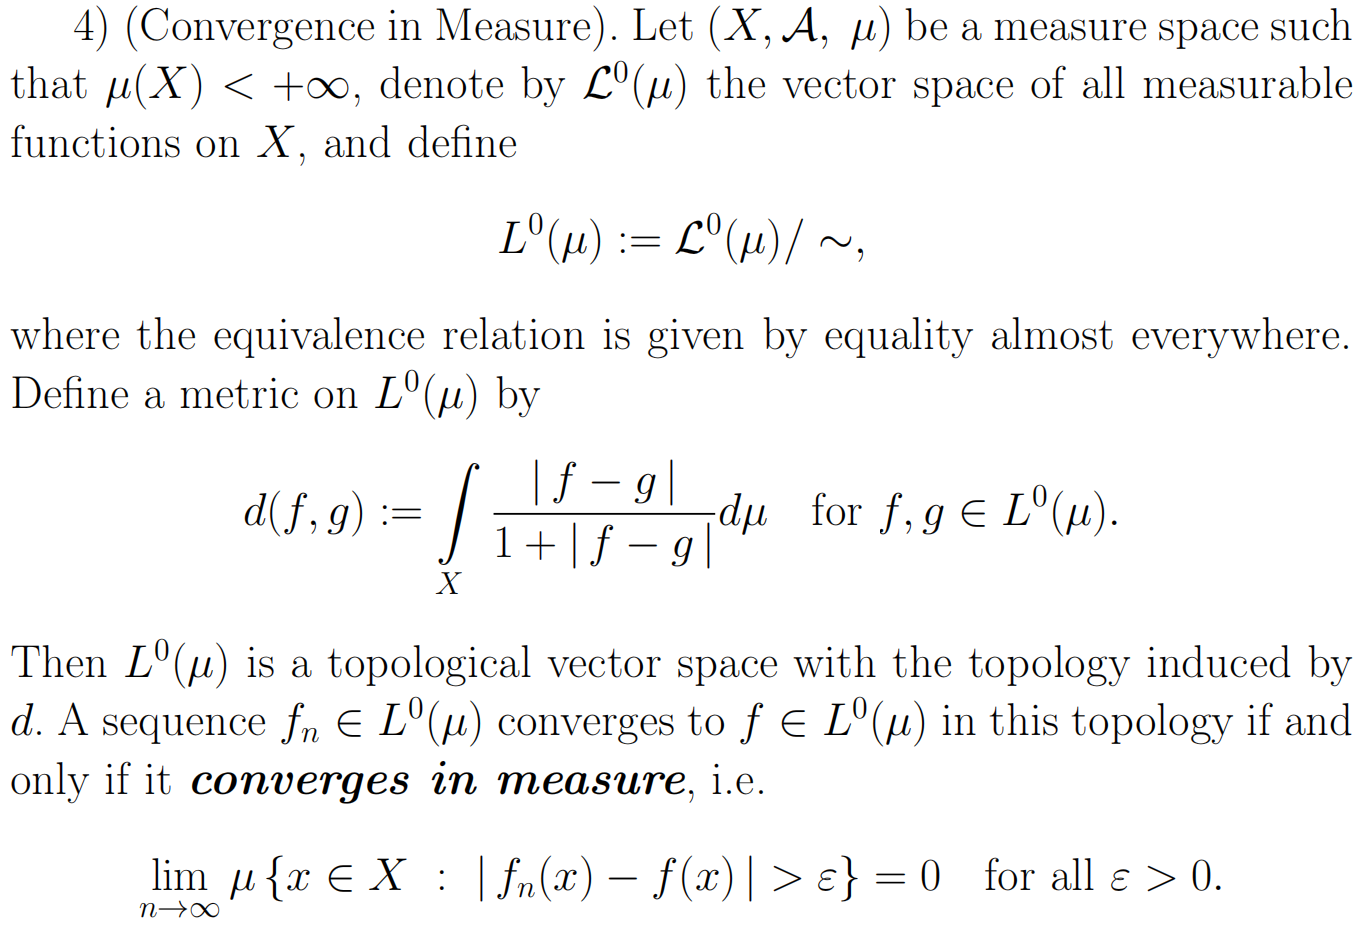 4) (Convergence in Measure). Let (X, 𝒜, μ) be a measure space such
that μ(X) < +∞, denote by ℒ⁰(μ) the vector space of all measurable
functions on X, and define
L⁰(μ) := ℒ⁰(μ)/ ∼,
where the equivalence relation is given by equality almost everywhere.
Define a metric on L⁰(μ) by
d(f, g) := ∫_X |f − g| / (1 + |f − g|) dμ for f, g ∈ L⁰(μ).
Then L⁰(μ) is a topological vector space with the topology induced by
d. A sequence fₙ ∈ L⁰(μ) converges to f ∈ L⁰(μ) in this topology if and
only if it converges in measure, i.e.
lim_{n→∞} μ {x ∈ X : | fₙ(x) − f(x) | > ε} = 0 for all ε > 0.